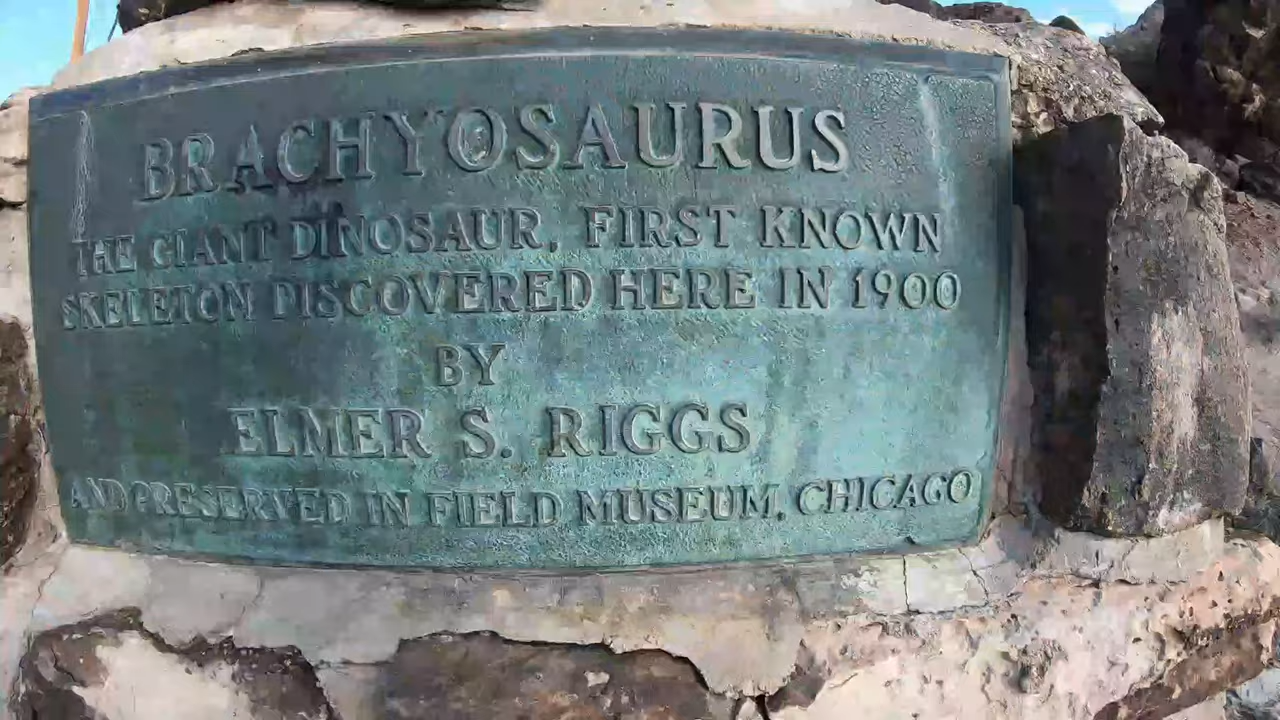 BRACHYOSAURUS
THE GIANT DINOSAUR, FIRST KNOWN
SKELETON DISCOVERED HERE IN 1900
BY
ELMER S. RIGGS
AND PRESERVED IN FIELD MUSEUM, CHICAGO